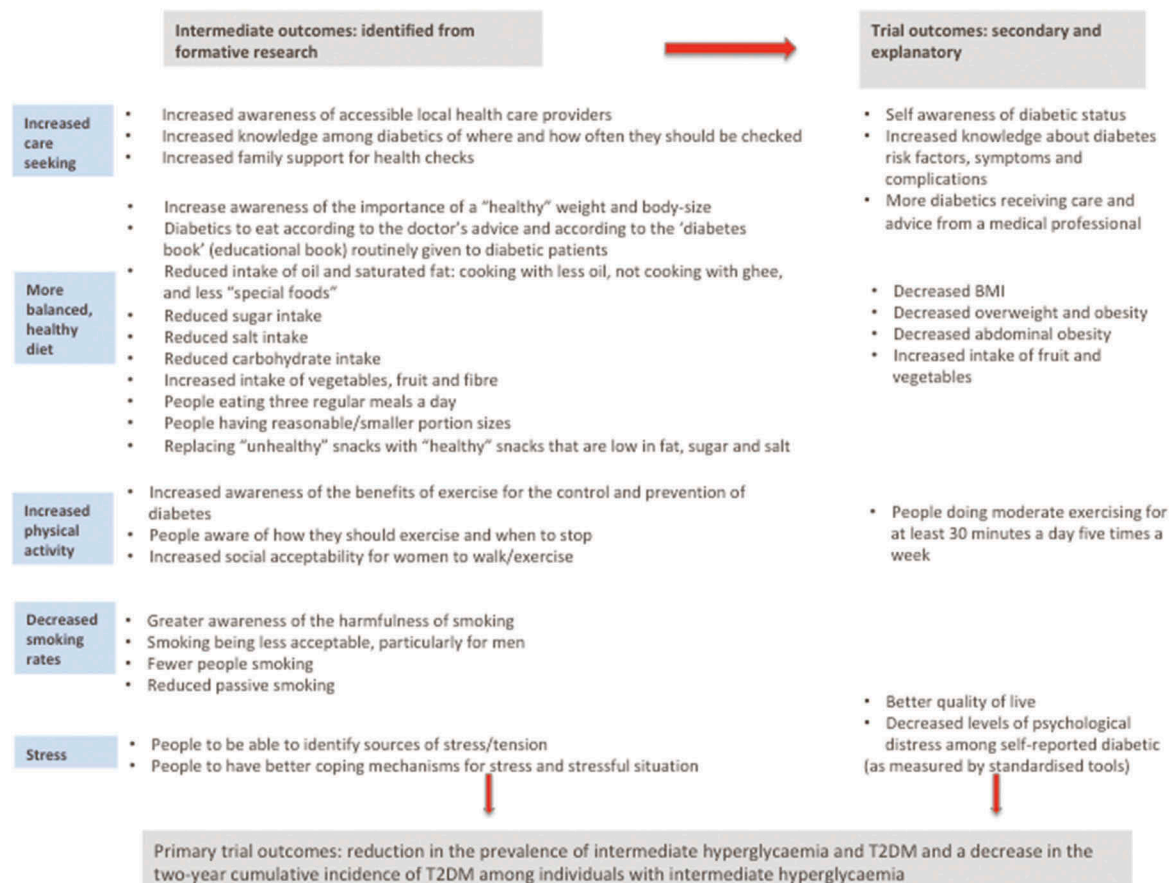 Intermediate outcomes: identified from
formative research
Trial outcomes: secondary and
explanatory
Increased
care
seeking
• Increased awareness of accessible local health care providers
• Increased knowledge among diabetics of where and how often they should be checked
• Increased family support for health checks
• Self awareness of diabetic status
• Increased knowledge about diabetes
risk factors, symptoms and
complications
• More diabetics receiving care and
advice from a medical professional
More
balanced,
healthy
diet
• Increase awareness of the importance of a "healthy" weight and body-size
• Diabetics to eat according to the doctor's advice and according to the 'diabetes
book' (educational book) routinely given to diabetic patients
• Reduced intake of oil and saturated fat: cooking with less oil, not cooking with ghee,
and less "special foods"
• Reduced sugar intake
• Reduced salt intake
• Reduced carbohydrate intake
• Increased intake of vegetables, fruit and fibre
• People eating three regular meals a day
• People having reasonable/smaller portion sizes
• Replacing "unhealthy" snacks with "healthy" snacks that are low in fat, sugar and salt
• Decreased BMI
• Decreased overweight and obesity
• Decreased abdominal obesity
• Increased intake of fruit and
vegetables
Increased
physical
activity
• Increased awareness of the benefits of exercise for the control and prevention of
diabetes
• People aware of how they should exercise and when to stop
• Increased social acceptability for women to walk/exercise
• People doing moderate exercising for
at least 30 minutes a day five times a
week
Decreased
smoking
rates
• Greater awareness of the harmfulness of smoking
• Smoking being less acceptable, particularly for men
• Fewer people smoking
• Reduced passive smoking
Stress
• People to be able to identify sources of stress/tension
• People to have better coping mechanisms for stress and stressful situation
• Better quality of live
• Decreased levels of psychological
distress among self-reported diabetic
(as measured by standardised tools)
Primary trial outcomes: reduction in the prevalence of intermediate hyperglycaemia and T2DM and a decrease in the
two-year cumulative incidence of T2DM among individuals with intermediate hyperglycaemia